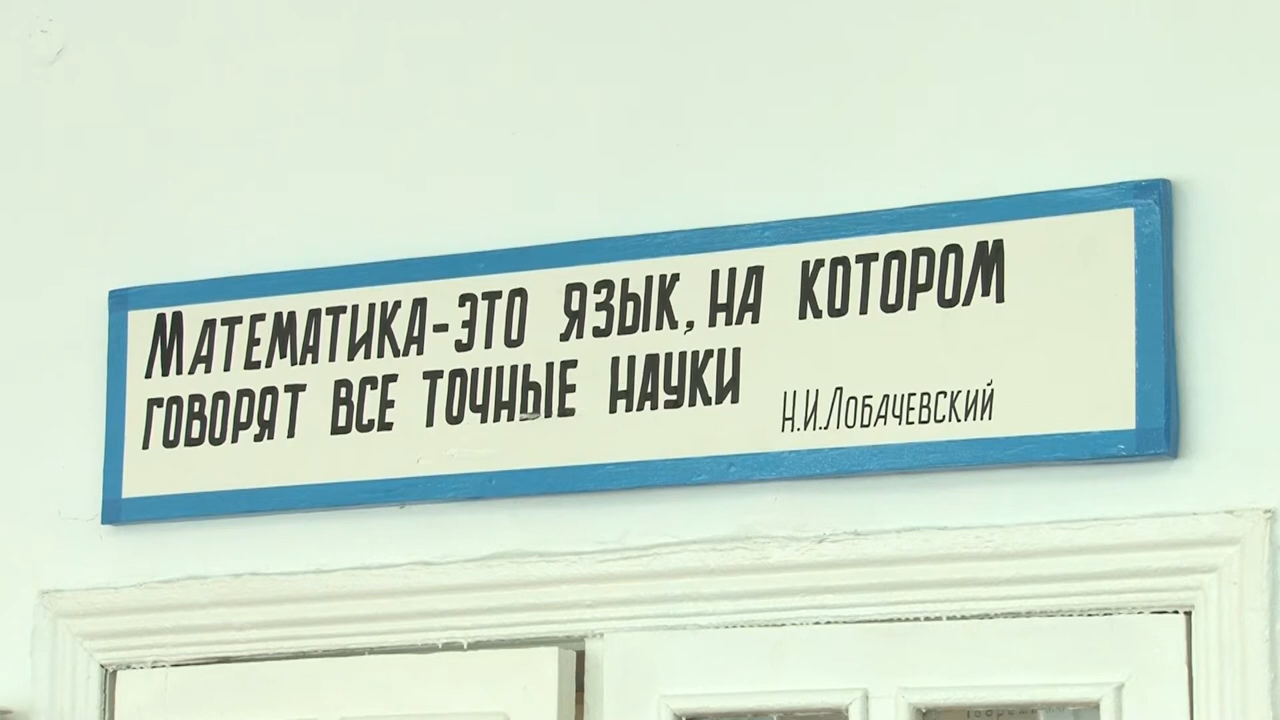 Математика-это язык, на котором
говорят все точные науки
Н.И.Лобачевский